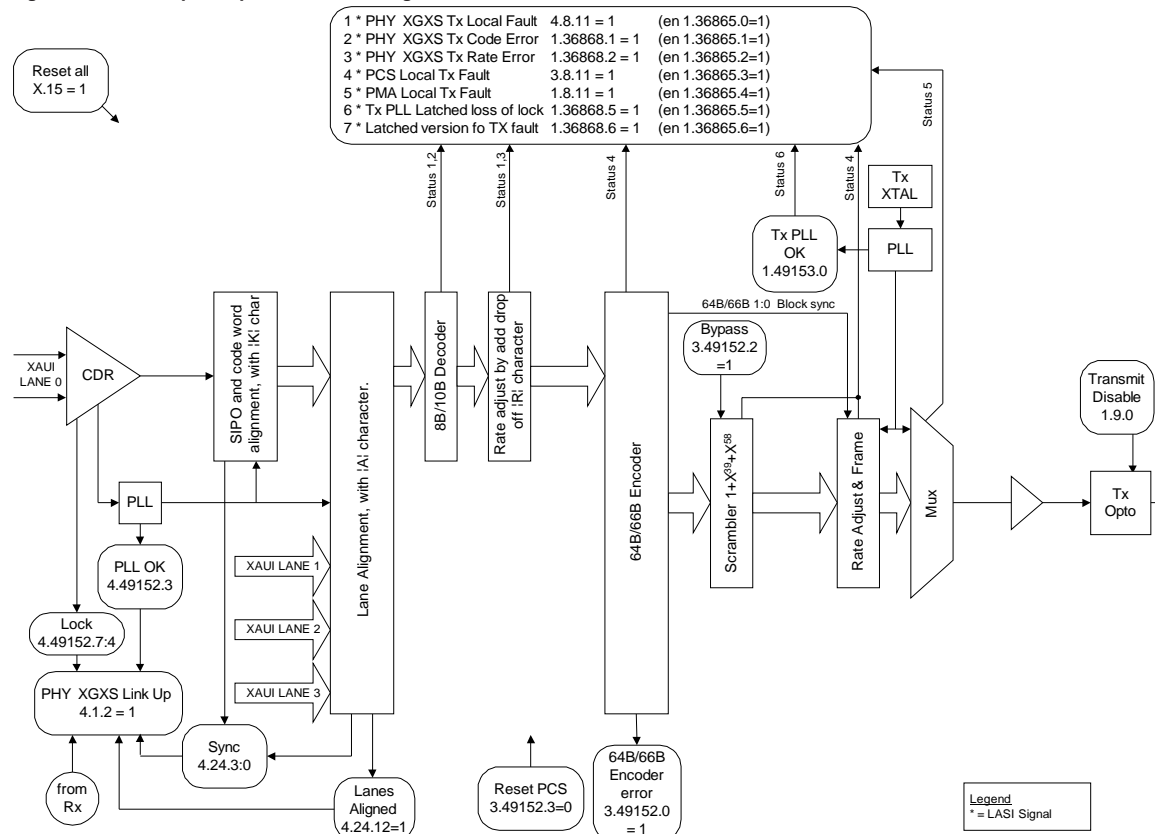 1 * PHY XGXS Tx Local Fault 4.8.11 = 1 (en 1.36865.0=1)
2 * PHY XGXS Tx Code Error 1.36868.1 = 1 (en 1.36865.1=1)
3 * PHY XGXS Tx Rate Error 1.36868.2 = 1 (en 1.36865.2=1)
4 * PCS Local Tx Fault 3.8.11 = 1 (en 1.36865.3=1)
5 * PMA Local Tx Fault 1.8.11 = 1 (en 1.36865.4=1)
6 * Tx PLL Latched loss of lock 1.36868.5 = 1 (en 1.36865.5=1)
7 * Latched version fo TX fault 1.36868.6 = 1 (en 1.36865.6=1)
Reset all
X.15 = 1
Status 1,2
Status 1,3
Status 4
Status 6
Status 4
Status 5
Tx
XTAL
PLL
Tx PLL
OK
1.49153.0
64B/66B 1:0 Block sync
Bypass
3.49152.2
=1
XAUI
LANE 0
CDR
SIPO and code word
alignment, with |K| char
Lane Alignment, with |A| character.
8B/10B Decoder
Rate adjust by add drop
off |R| character
64B/66B Encoder
Scrambler 1+X³⁹+X⁵⁸
Rate Adjust & Frame
Mux
Transmit
Disable
1.9.0
Tx
Opto
PLL
PLL OK
4.49152.3
XAUI LANE 1
XAUI LANE 2
XAUI LANE 3
Lock
4.49152.7:4
PHY XGXS Link Up
4.1.2 = 1
Sync
4.24.3:0
from
Rx
Lanes
Aligned
4.24.12=1
Reset PCS
3.49152.3=0
64B/66B
Encoder
error
3.49152.0
= 1
Legend
* = LASI Signal